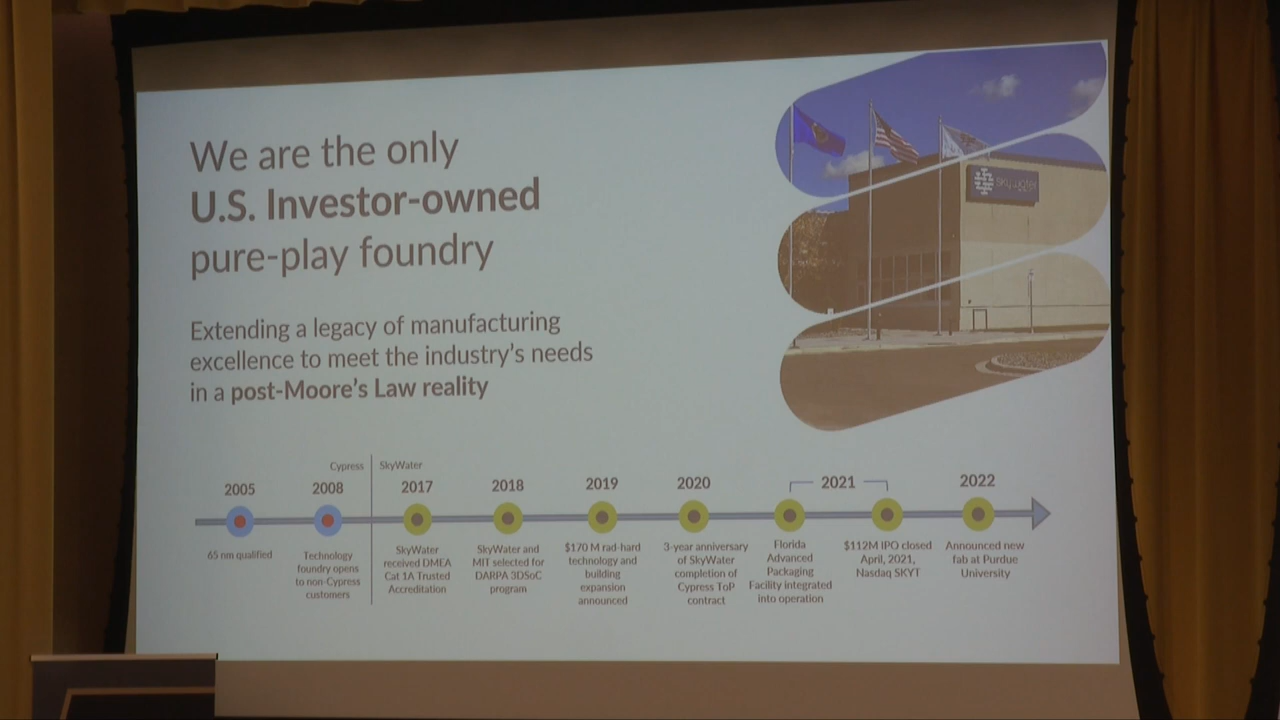 We are the only
U.S. Investor-owned
pure-play foundry
skywater
Extending a legacy of manufacturing
excellence to meet the industry's needs
in a post-Moore's Law reality
Cypress
SkyWater
2005
2008
2017
2018
2019
2020
2021
2022
65 nm qualified
Technology
foundry opens
to non-Cypress
customers
SkyWater
received DMEA
Cat 1A Trusted
Accreditation
SkyWater and
MIT selected for
DARPA 3DSoC
program
$170 M rad-hard
technology and
building
expansion
announced
3-year anniversary
of SkyWater
completion of
Cypress ToP
contract
Florida
Advanced
Packaging
Facility integrated
into operation
$112M IPO closed
April, 2021,
Nasdaq SKYT
Announced new
fab at Purdue
University